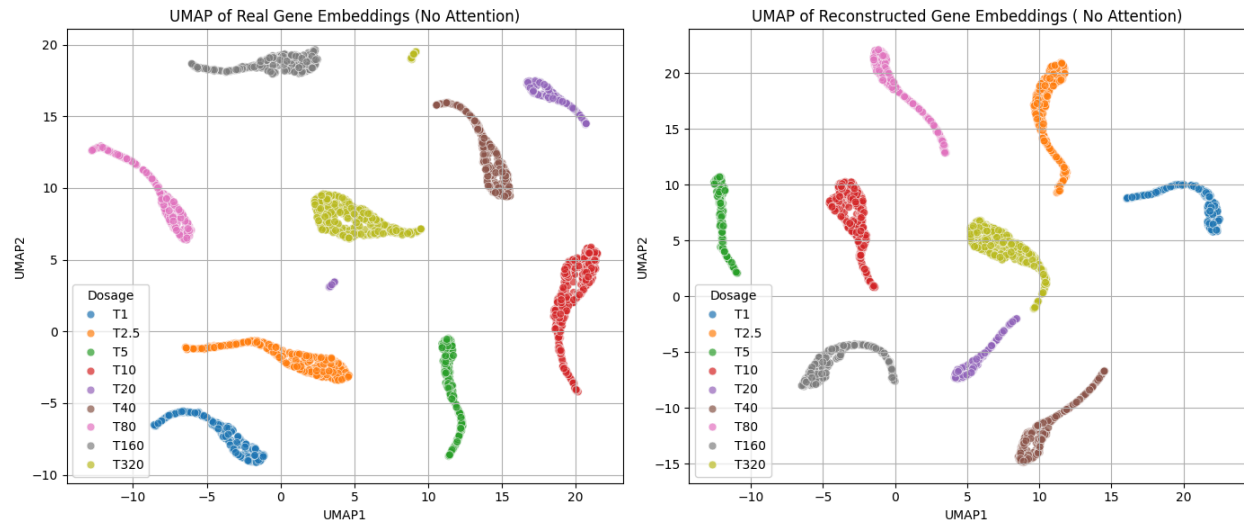 UMAP of Real Gene Embeddings (No Attention)
20
15
10
5
0
−5
−10
UMAP2
Dosage
T1
T2.5
T5
T10
T20
T40
T80
T160
T320
−10
−5
0
5
10
15
20
UMAP1
UMAP of Reconstructed Gene Embeddings ( No Attention)
20
15
10
5
0
−5
−10
−15
UMAP2
Dosage
T1
T2.5
T5
T10
T20
T40
T80
T160
T320
−10
−5
0
5
10
15
20
UMAP1